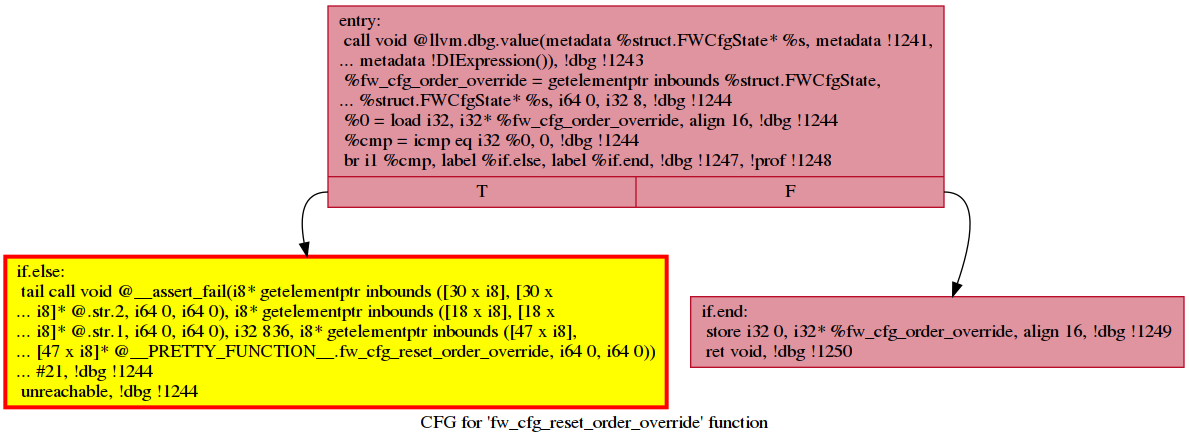 entry:
call void @llvm.dbg.value(metadata %struct.FWCfgState* %s, metadata !1241,
... metadata !DIExpression()), !dbg !1243
%fw_cfg_order_override = getelementptr inbounds %struct.FWCfgState,
... %struct.FWCfgState* %s, i64 0, i32 8, !dbg !1244
%0 = load i32, i32* %fw_cfg_order_override, align 16, !dbg !1244
%cmp = icmp eq i32 %0, 0, !dbg !1244
br i1 %cmp, label %if.else, label %if.end, !dbg !1247, !prof !1248
T F
if.else:
tail call void @__assert_fail(i8* getelementptr inbounds ([30 x i8], [30 x
... i8]* @.str.2, i64 0, i64 0), i8* getelementptr inbounds ([18 x i8], [18 x
... i8]* @.str.1, i64 0, i64 0), i32 836, i8* getelementptr inbounds ([47 x i8],
... [47 x i8]* @__PRETTY_FUNCTION__.fw_cfg_reset_order_override, i64 0, i64 0))
... #21, !dbg !1244
unreachable, !dbg !1244
if.end:
store i32 0, i32* %fw_cfg_order_override, align 16, !dbg !1249
ret void, !dbg !1250
CFG for 'fw_cfg_reset_order_override' function